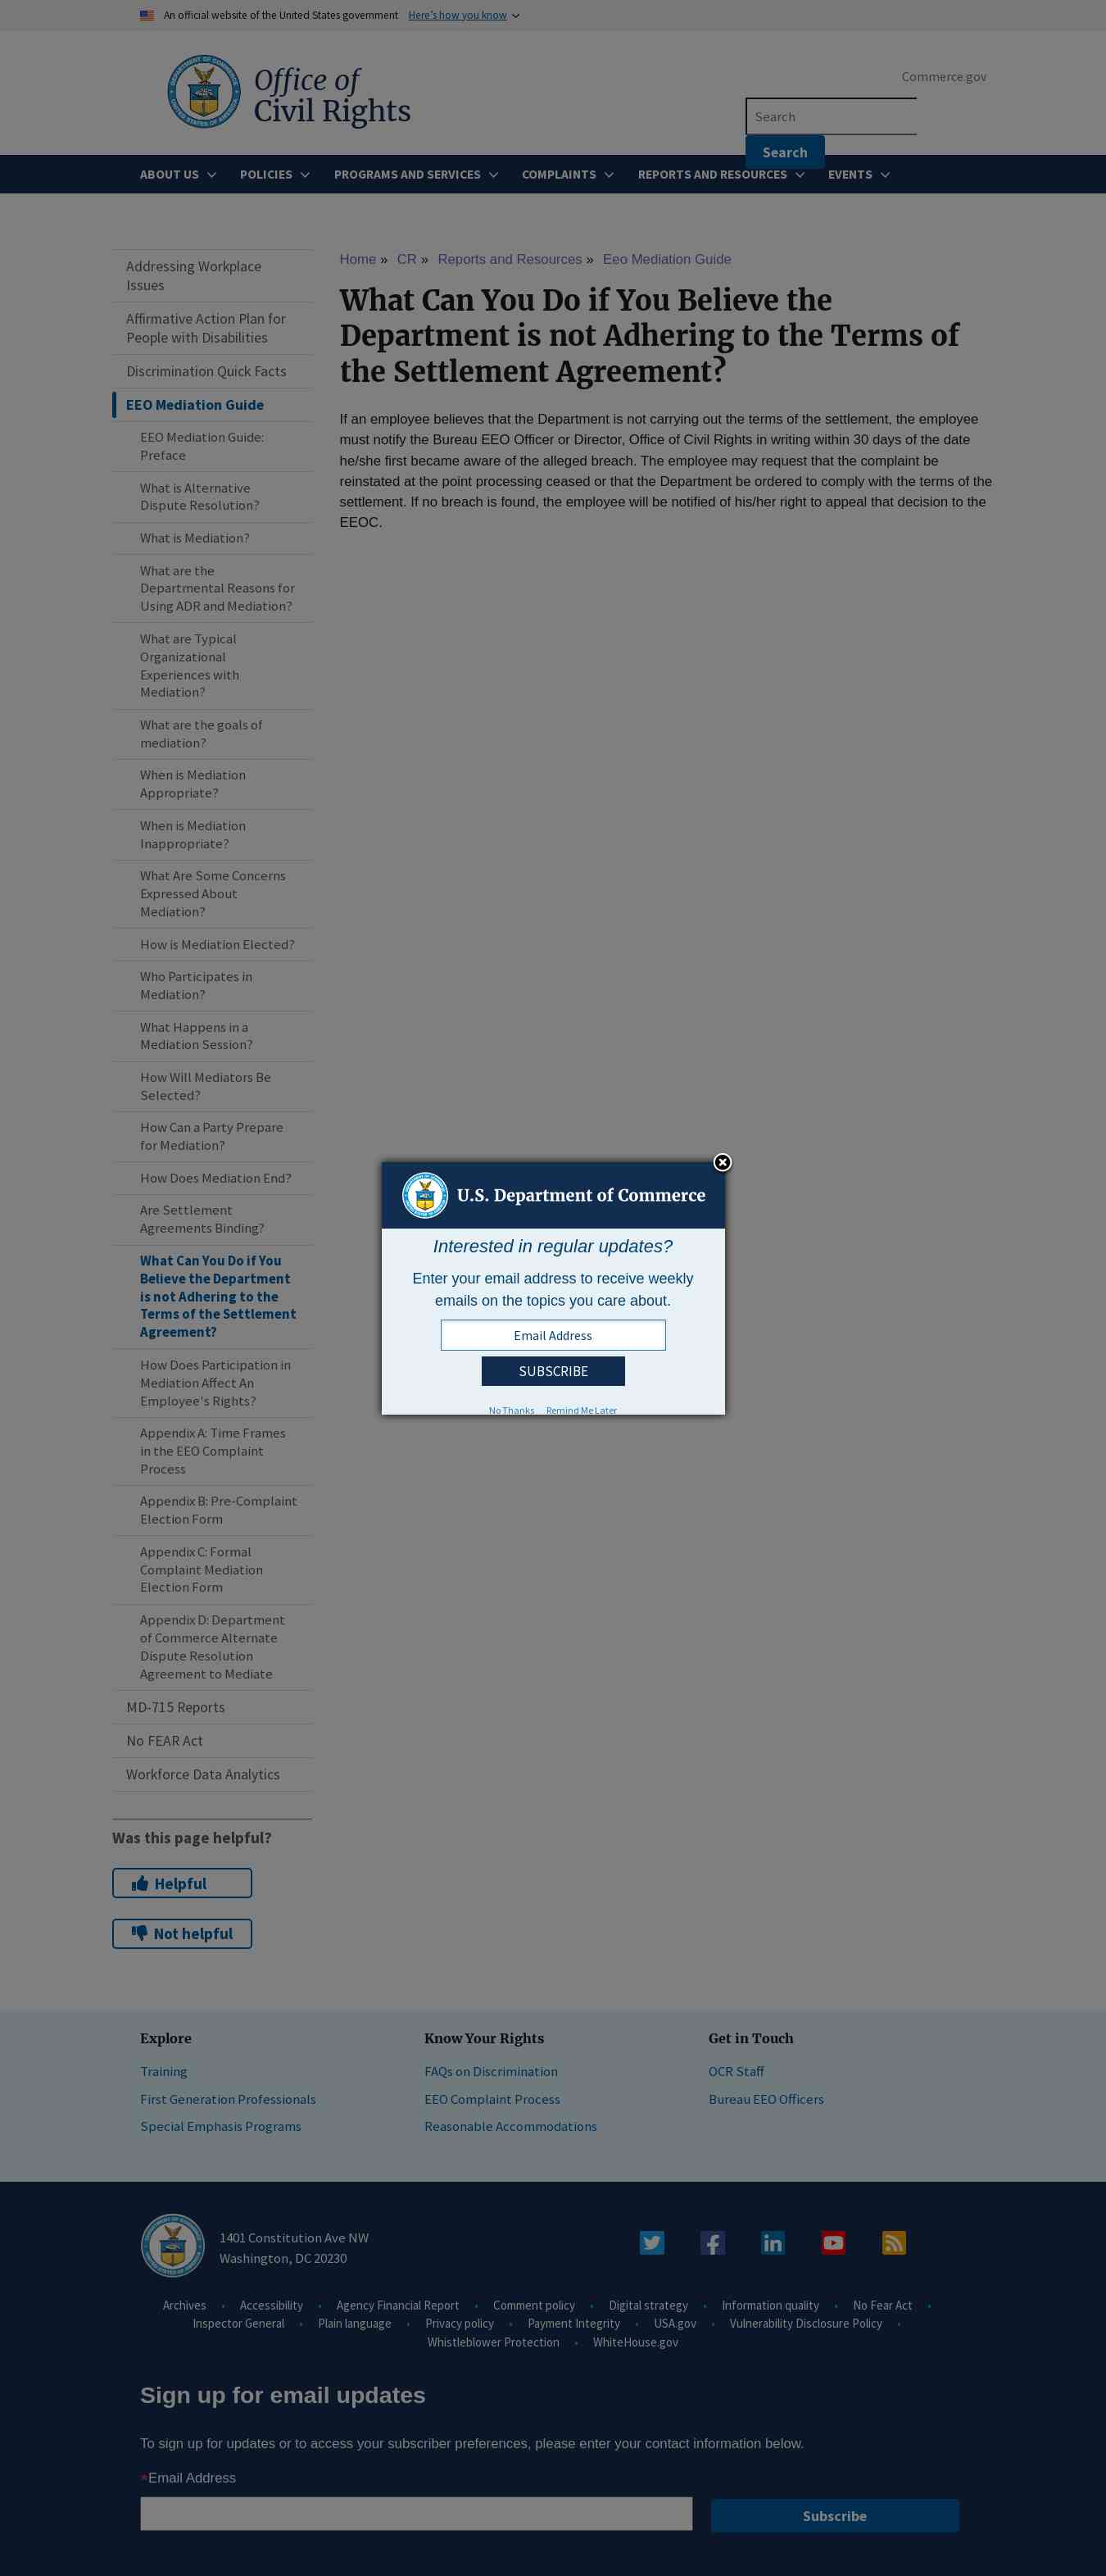 An official website of the United States government Here's how you know
Office of
Civil Rights
Commerce.gov
Search
Search
ABOUT US POLICIES PROGRAMS AND SERVICES COMPLAINTS REPORTS AND RESOURCES EVENTS
Addressing Workplace
Issues
Affirmative Action Plan for
People with Disabilities
Discrimination Quick Facts
EEO Mediation Guide
EEO Mediation Guide:
Preface
What is Alternative
Dispute Resolution?
What is Mediation?
What are the
Departmental Reasons for
Using ADR and Mediation?
What are Typical
Organizational
Experiences with
Mediation?
What are the goals of
mediation?
When is Mediation
Appropriate?
When is Mediation
Inappropriate?
What Are Some Concerns
Expressed About
Mediation?
How is Mediation Elected?
Who Participates in
Mediation?
What Happens in a
Mediation Session?
How Will Mediators Be
Selected?
How Can a Party Prepare
for Mediation?
How Does Mediation End?
Are Settlement
Agreements Binding?
What Can You Do if You
Believe the Department
is not Adhering to the
Terms of the Settlement
Agreement?
How Does Participation in
Mediation Affect An
Employee's Rights?
Appendix A: Time Frames
in the EEO Complaint
Process
Appendix B: Pre-Complaint
Election Form
Appendix C: Formal
Complaint Mediation
Election Form
Appendix D: Department
of Commerce Alternate
Dispute Resolution
Agreement to Mediate
MD-715 Reports
No FEAR Act
Workforce Data Analytics
Was this page helpful?
Helpful
Not helpful
Home » CR » Reports and Resources » Eeo Mediation Guide
What Can You Do if You Believe the
Department is not Adhering to the Terms of
the Settlement Agreement?
If an employee believes that the Department is not carrying out the terms of the settlement, the employee
must notify the Bureau EEO Officer or Director, Office of Civil Rights in writing within 30 days of the date
he/she first became aware of the alleged breach. The employee may request that the complaint be
reinstated at the point processing ceased or that the Department be ordered to comply with the terms of the
settlement. If no breach is found, the employee will be notified of his/her right to appeal that decision to the
EEOC.
U.S. Department of Commerce
Interested in regular updates?
Enter your email address to receive weekly
emails on the topics you care about.
Email Address
SUBSCRIBE
No Thanks Remind Me Later
Explore
Training
First Generation Professionals
Special Emphasis Programs
Know Your Rights
FAQs on Discrimination
EEO Complaint Process
Reasonable Accommodations
Get in Touch
OCR Staff
Bureau EEO Officers
1401 Constitution Ave NW
Washington, DC 20230
Archives • Accessibility • Agency Financial Report • Comment policy • Digital strategy • Information quality • No Fear Act •
Inspector General • Plain language • Privacy policy • Payment Integrity • USA.gov • Vulnerability Disclosure Policy •
Whistleblower Protection • WhiteHouse.gov
Sign up for email updates
To sign up for updates or to access your subscriber preferences, please enter your contact information below.
*Email Address
Subscribe